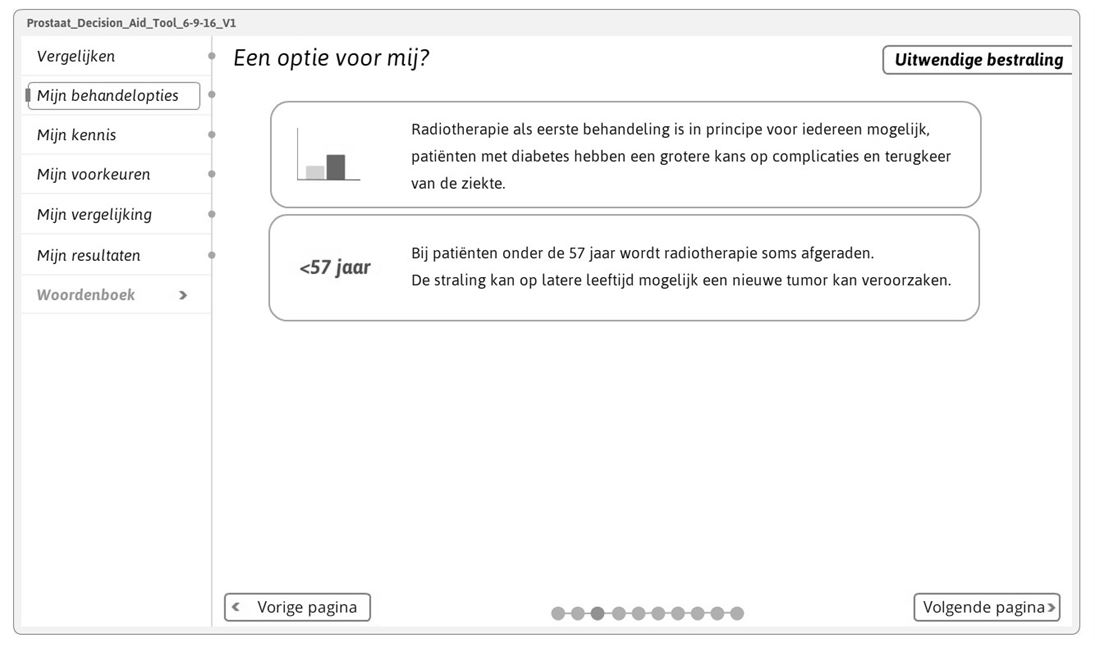 Prostaat_Decision_Aid_Tool_6-9-16_V1
Vergelijken
Mijn behandelopties
Mijn kennis
Mijn voorkeuren
Mijn vergelijking
Mijn resultaten
Woordenboek
Een optie voor mij?
Uitwendige bestraling
Radiotherapie als eerste behandeling is in principe voor iedereen mogelijk,
patiënten met diabetes hebben een grotere kans op complicaties en terugkeer
van de ziekte.
<57 jaar
Bij patiënten onder de 57 jaar wordt radiotherapie soms afgeraden.
De straling kan op latere leeftijd mogelijk een nieuwe tumor kan veroorzaken.
Vorige pagina
Volgende pagina